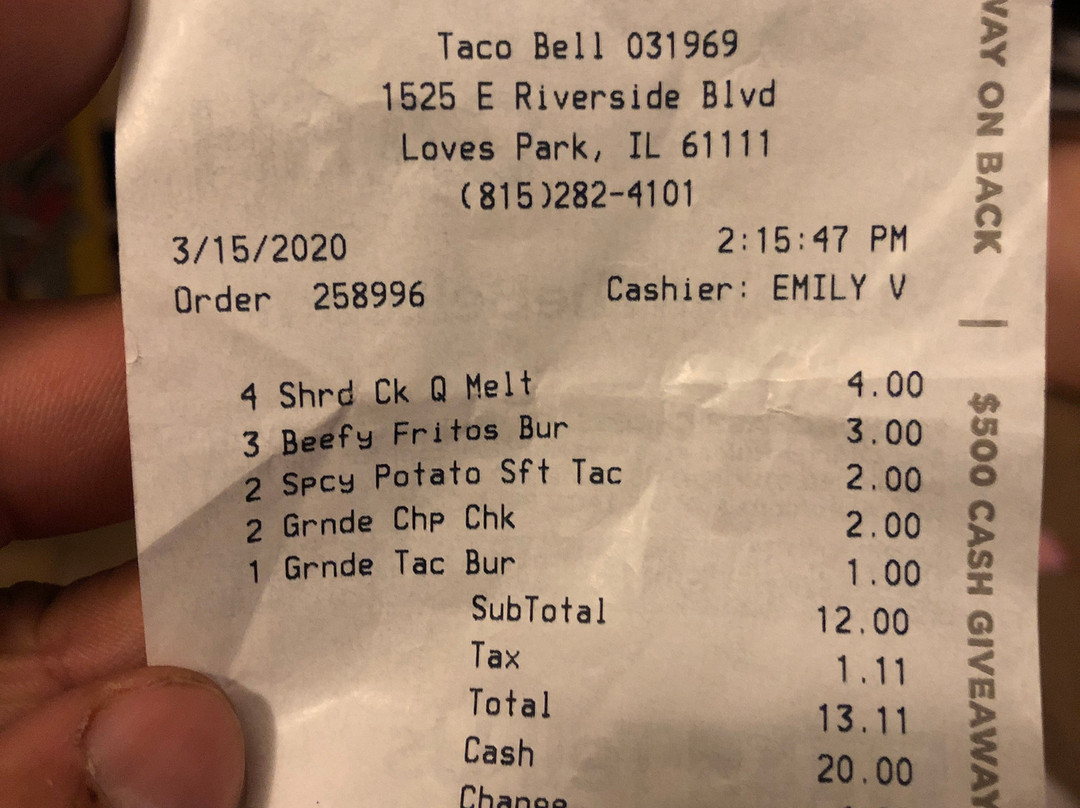 Taco Bell 031969
1525 E Riverside Blvd
Loves Park, IL 61111
(815)282-4101
3/15/2020 2:15:47 PM
Order 258996 Cashier: EMILY V
4 Shrd Ck Q Melt 4.00
3 Beefy Fritos Bur 3.00
2 Spcy Potato Sft Tac 2.00
2 Grnde Chp Chk 2.00
1 Grnde Tac Bur 1.00
SubTotal 12.00
Tax 1.11
Total 13.11
Cash 20.00
Change
WAY ON BACK | $500 CASH GIVEAWAY